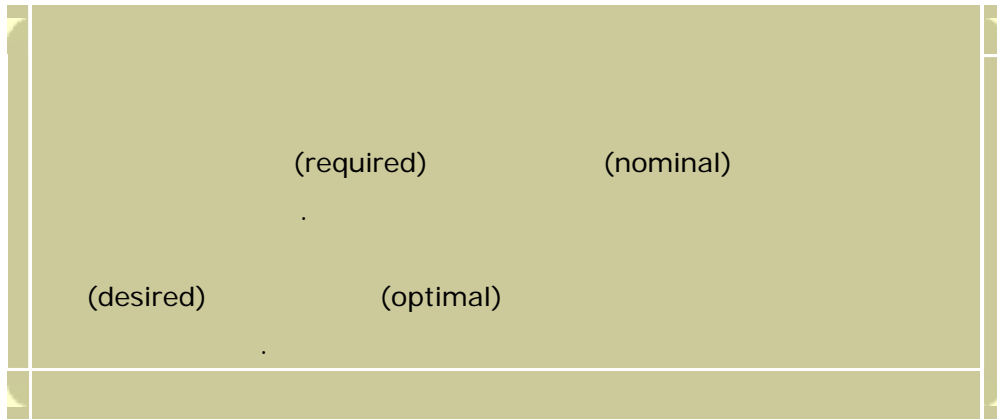 (required) (nominal)
.
(desired) (optimal)
.